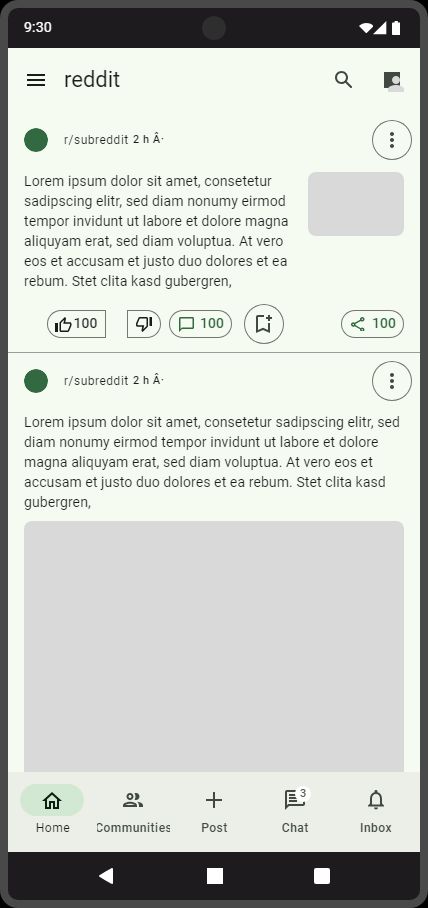 9:30
reddit
r/subreddit 2 h Â·
Lorem ipsum dolor sit amet, consetetur
sadipscing elitr, sed diam nonumy eirmod
tempor invidunt ut labore et dolore magna
aliquyam erat, sed diam voluptua. At vero
eos et accusam et justo duo dolores et ea
rebum. Stet clita kasd gubergren,
100 100 100
r/subreddit 2 h Â·
Lorem ipsum dolor sit amet, consetetur sadipscing elitr, sed
diam nonumy eirmod tempor invidunt ut labore et dolore
magna aliquyam erat, sed diam voluptua. At vero eos et
accusam et justo duo dolores et ea rebum. Stet clita kasd
gubergren,
3
Home Communities Post Chat Inbox